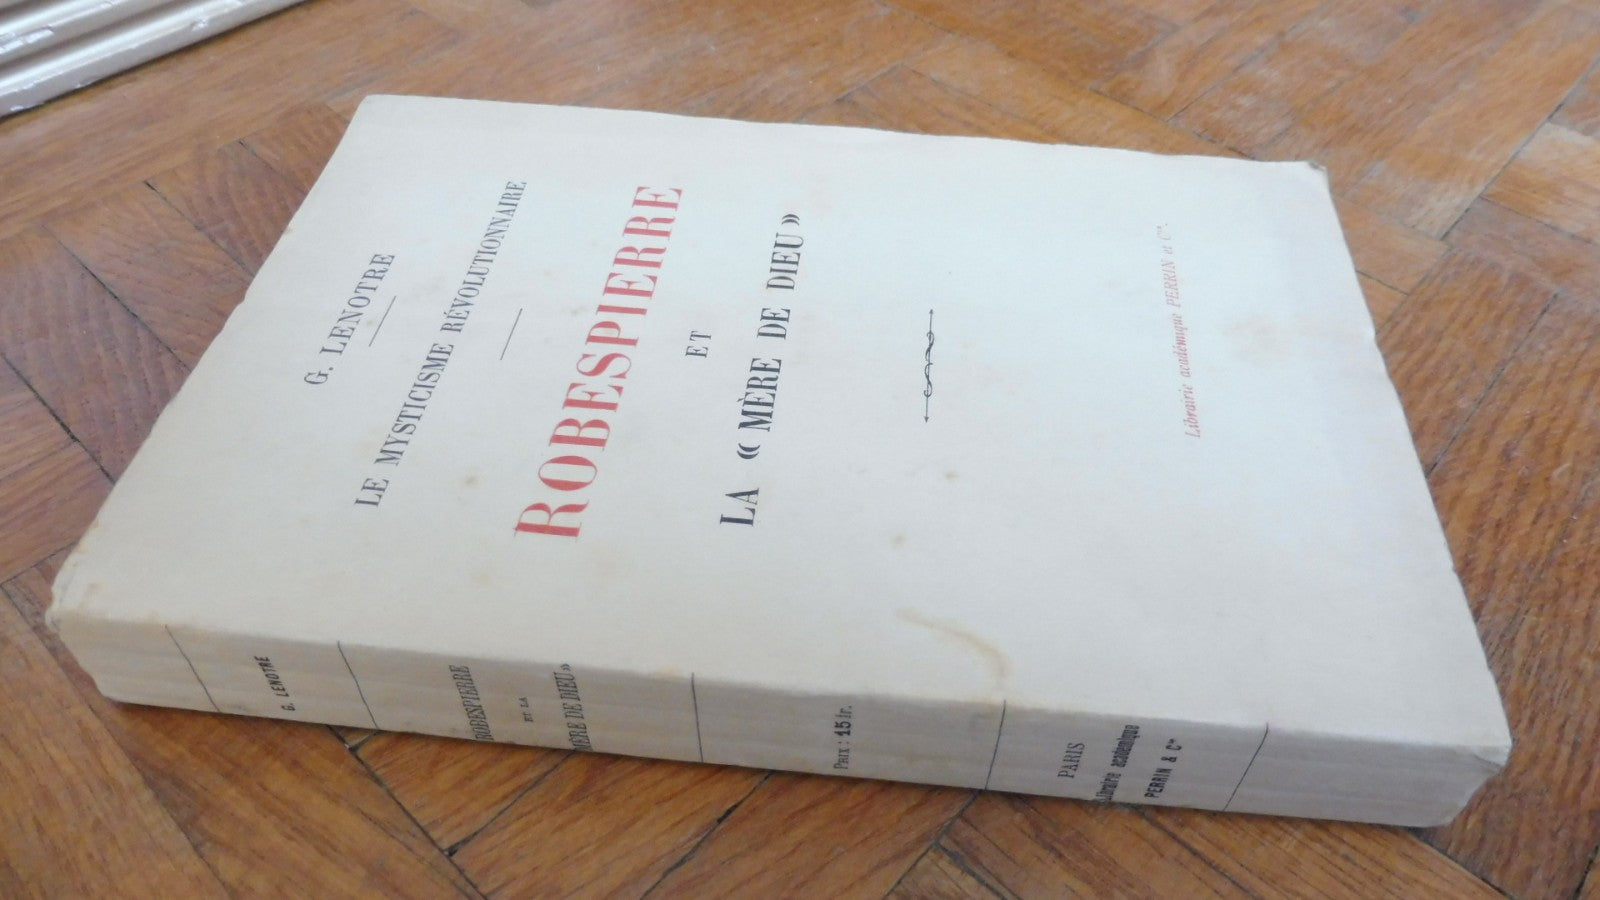 G. LENOTRE
LE MYSTICISME RÉVOLUTIONNAIRE
ROBESPIERRE
ET
LA « MÈRE DE DIEU »
Librairie académique PERRIN et Cie.
G. LENOTRE
ROBESPIERRE
ET LA
MÈRE DE DIEU»
PRIX : 15 fr.
PARIS
Librairie académique
PERRIN & Cie